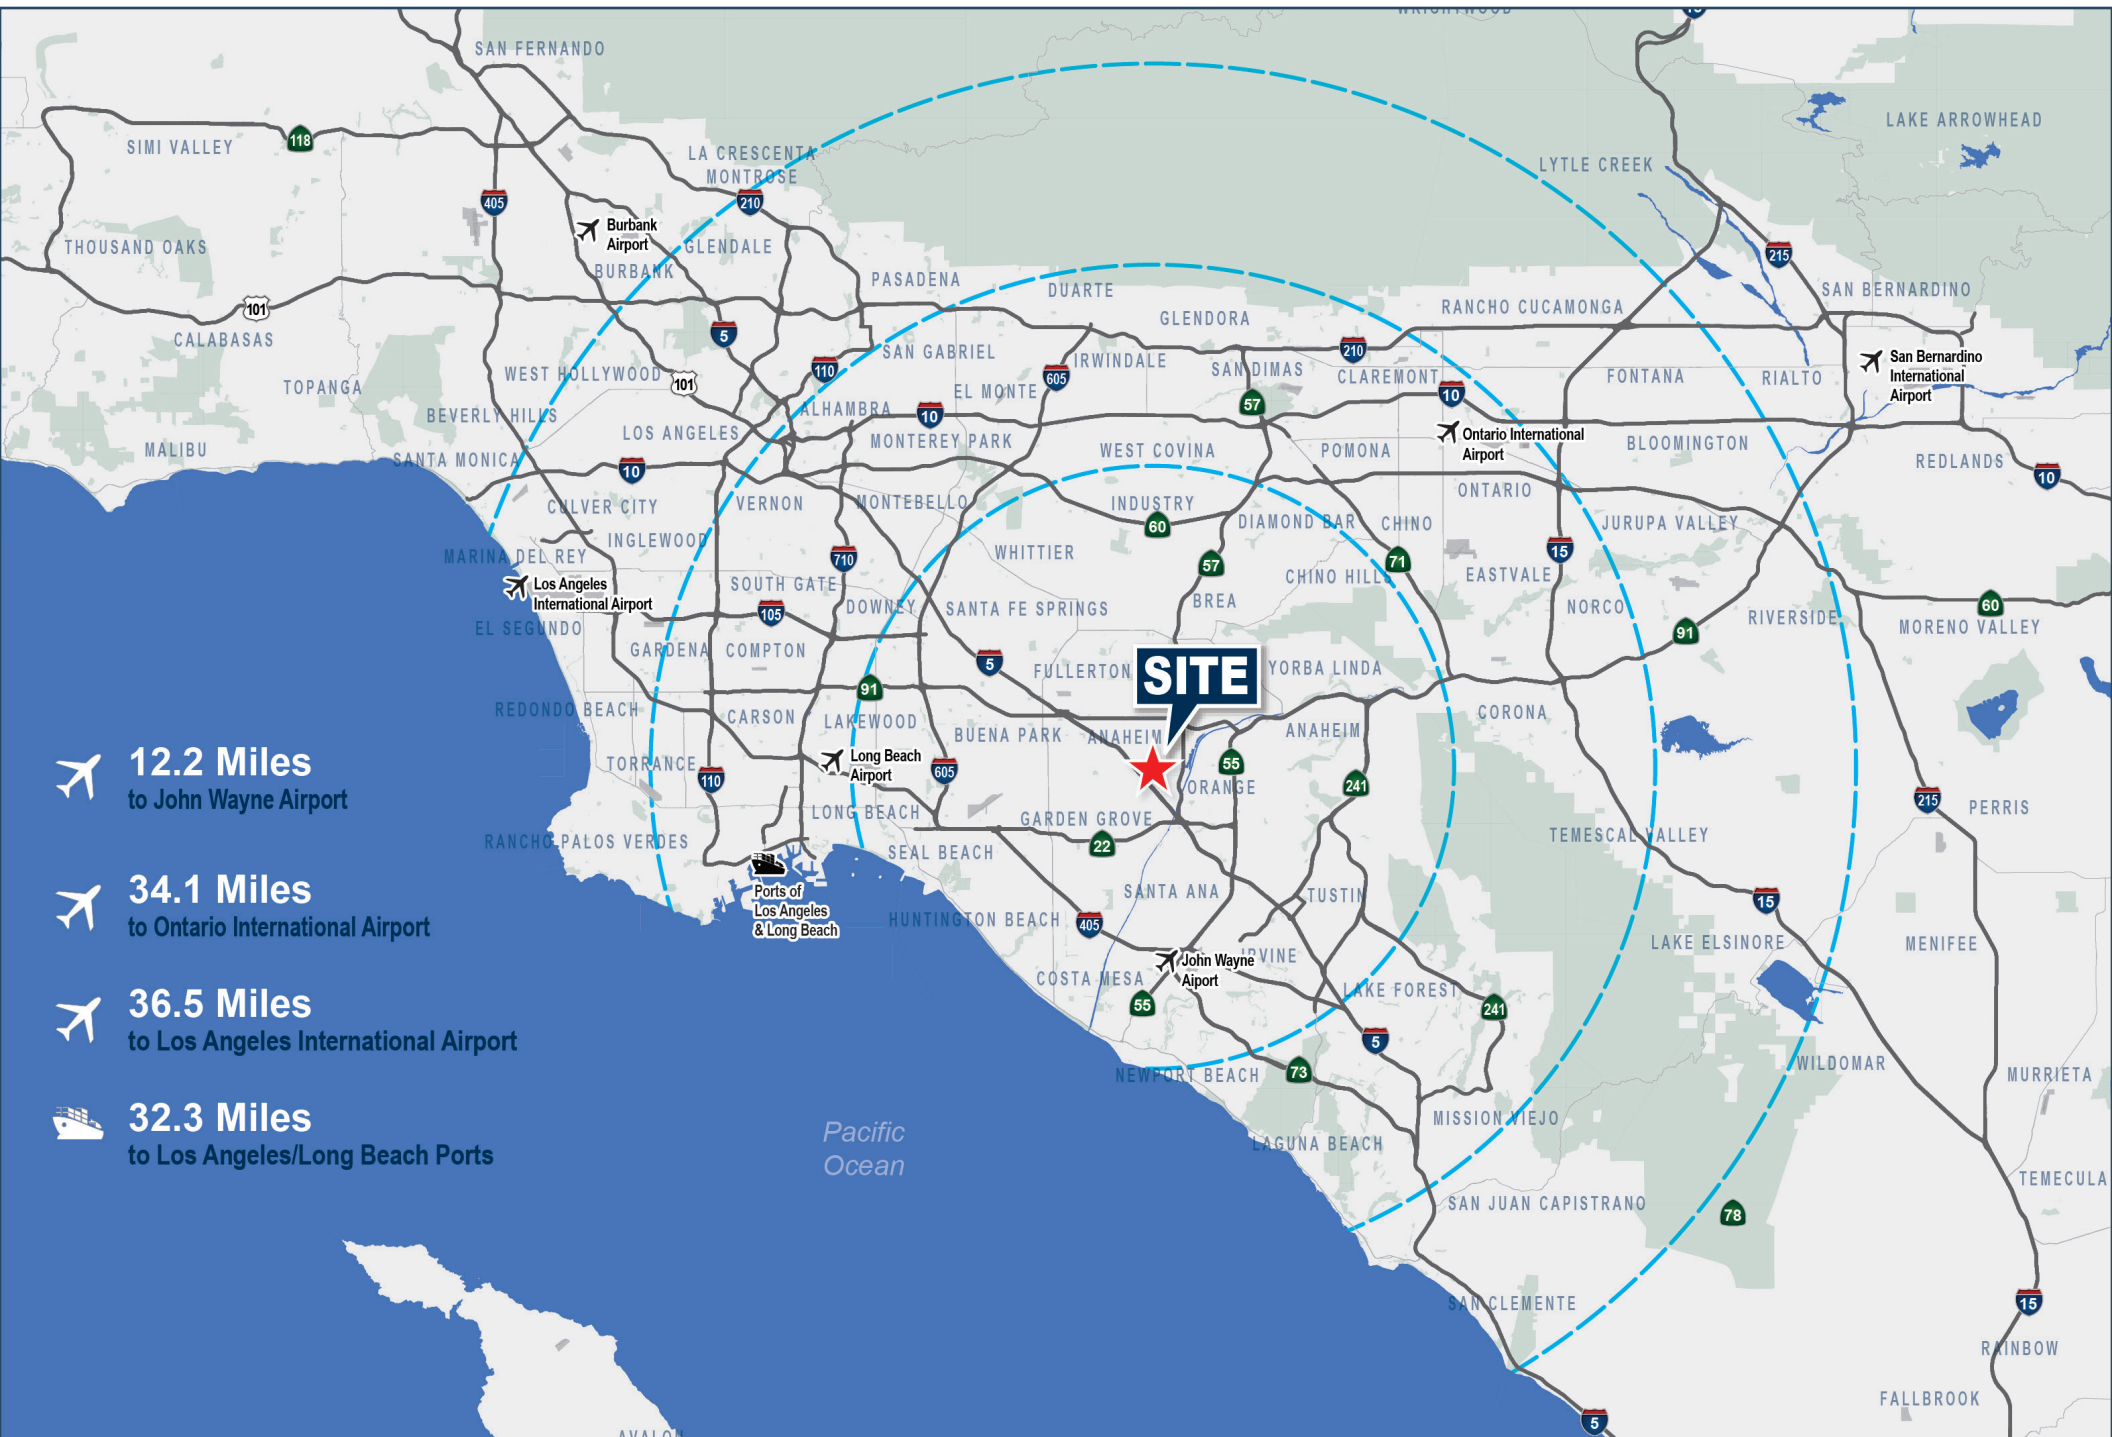 WRIGHTWOOD
15
SAN FERNANDO
LAKE ARROWHEAD
118
SIMI VALLEY
LA CRESCENTA
MONTROSE
LYTLE CREEK
405
210
Burbank
Airport
THOUSAND OAKS
GLENDALE
215
BURBANK
PASADENA
DUARTE
SAN BERNARDINO
101
RANCHO CUCAMONGA
GLENDORA
CALABASAS
5
SAN GABRIEL
210
IRWINDALE
San Bernardino
International
Airport
WEST HOLLYWOOD
101
110
605
SAN DIMAS
CLAREMONT
FONTANA
RIALTO
TOPANGA
EL MONTE
10
57
BEVERLY HILLS
ALHAMBRA
10
LOS ANGELES
MONTEREY PARK
Ontario International
Airport
MALIBU
WEST COVINA
POMONA
BLOOMINGTON
SANTA MONICA
10
REDLANDS
10
ONTARIO
CULVER CITY
VERNON
MONTEBELLO
INDUSTRY
60
DIAMOND BAR
CHINO
JURUPA VALLEY
INGLEWOOD
MARINA DEL REY
710
WHITTIER
57
71
15
Los Angeles
International Airport
SOUTH GATE
CHINO HILLS
EASTVALE
105
DOWNEY
SANTA FE SPRINGS
BREA
NORCO
60
EL SEGUNDO
91
RIVERSIDE
MORENO VALLEY
GARDENA
COMPTON
5
FULLERTON
SITE
YORBA LINDA
91
REDONDO BEACH
CARSON
LAKEWOOD
CORONA
BUENA PARK
ANAHEIM
ANAHEIM
12.2 Miles
to John Wayne Airport
TORRANCE
110
Long Beach
Airport
605
55
ORANGE
241
215
PERRIS
LONG BEACH
GARDEN GROVE
TEMESCAL VALLEY
RANCHO PALOS VERDES
SEAL BEACH
22
34.1 Miles
to Ontario International Airport
Ports of
Los Angeles
& Long Beach
SANTA ANA
TUSTIN
15
HUNTINGTON BEACH
405
LAKE ELSINORE
MENIFEE
John Wayne
Aiport
IRVINE
COSTA MESA
LAKE FOREST
55
241
36.5 Miles
to Los Angeles International Airport
5
WILDOMAR
NEWPORT BEACH
73
MURRIETA
32.3 Miles
to Los Angeles/Long Beach Ports
MISSION VIEJO
Pacific
Ocean
LAGUNA BEACH
TEMECULA
SAN JUAN CAPISTRANO
78
SAN CLEMENTE
15
RAINBOW
FALLBROOK
5
AVALON